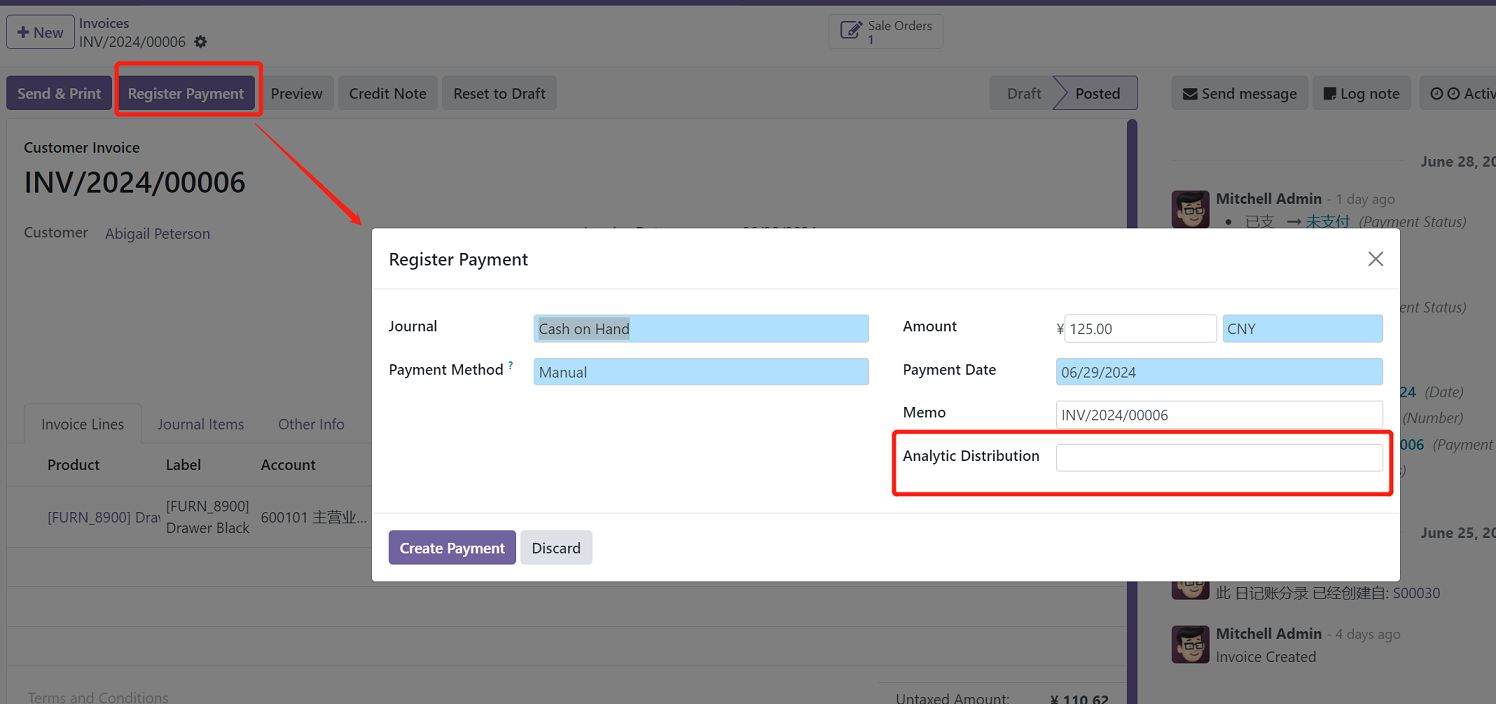 New
Invoices
INV/2024/00006
Sale Orders
1
Send & Print
Register Payment
Preview
Credit Note
Reset to Draft
Draft
Posted
Send message
Log note
Activ
Customer Invoice
INV/2024/00006
Customer
Abigail Peterson
June 28, 20
Mitchell Admin - 1 day ago
已支 → 未支付 (Payment Status)
ent Status)
24 (Date)
(Number)
006 (Payment
Register Payment
Journal
Cash on Hand
Payment Method ?
Manual
Amount
¥ 125.00
CNY
Payment Date
06/29/2024
Memo
INV/2024/00006
Analytic Distribution
Create Payment
Discard
Invoice Lines
Journal Items
Other Info
Product
Label
Account
[FURN_8900] Drav
[FURN_8900]
Drawer Black
600101 主营业...
June 25, 20
此 日记账分录 已经创建自: S00030
Mitchell Admin - 4 days ago
Invoice Created
Terms and Conditions
Untaxed Amount:
¥ 110.62